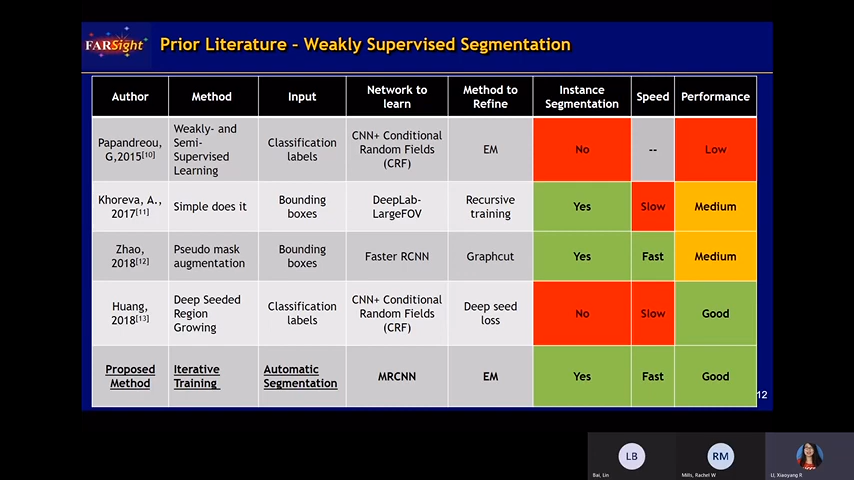 FARSight
Prior Literature - Weakly Supervised Segmentation
Author Method Input Network to learn Method to Refine Instance Segmentation Speed Performance
Papandreou, G,2015[10] Weakly- and Semi-Supervised Learning Classification labels CNN+ Conditional Random Fields (CRF) EM No -- Low
Khoreva, A., 2017[11] Simple does it Bounding boxes DeepLab-LargeFOV Recursive training Yes Slow Medium
Zhao, 2018[12] Pseudo mask augmentation Bounding boxes Faster RCNN Graphcut Yes Fast Medium
Huang, 2018[13] Deep Seeded Region Growing Classification labels CNN+ Conditional Random Fields (CRF) Deep seed loss No Slow Good
Proposed Method Iterative Training Automatic Segmentation MRCNN EM Yes Fast Good
12
LB RM
Bai, Lin Mills, Rachel W LI, Xiaoyang R